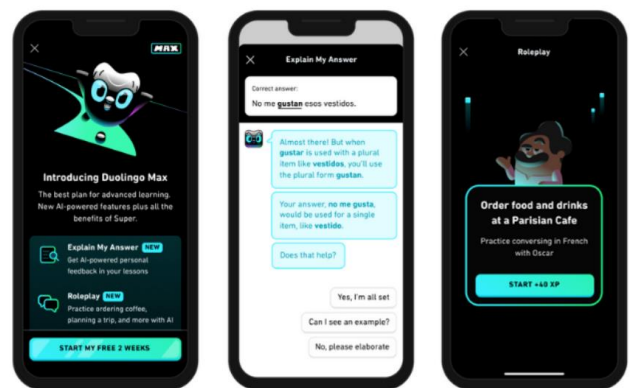 MAX
Introducing Duolingo Max
The best plan for advanced learning.
New AI-powered features plus all the
benefits of Super.
Explain My Answer NEW
Get AI-powered personal
feedback in your lessons
Roleplay NEW
Practice ordering coffee,
planning a trip, and more with AI
START MY FREE 2 WEEKS
Explain My Answer
Correct answer:
No me gustan esos vestidos.
Almost there! But when
gustar is used with a plural
item like vestidos, you'll use
the plural form gustan.
Your answer, no me gusta,
would be used for a single
item, like vestido.
Does that help?
Yes, I'm all set
Can I see an example?
No, please elaborate
Roleplay
Order food and drinks
at a Parisian Cafe
Practice conversing in French
with Oscar
START +40 XP